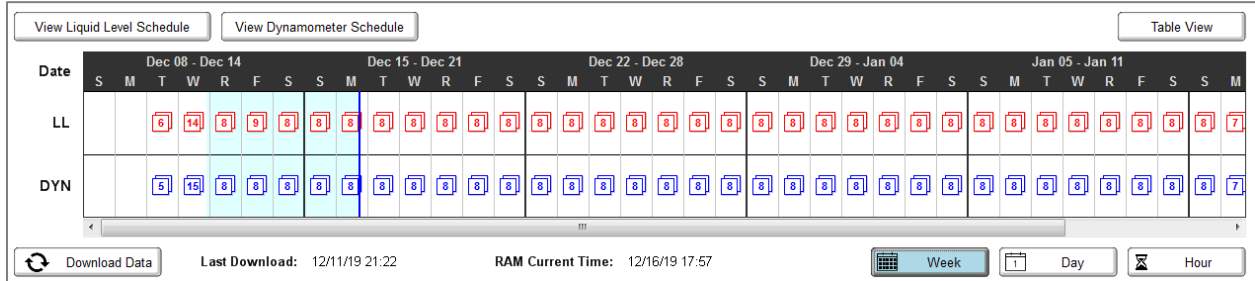 View Liquid Level Schedule View Dynamometer Schedule Table View
Date Dec 08 - Dec 14 Dec 15 - Dec 21 Dec 22 - Dec 28 Dec 29 - Jan 04 Jan 05 - Jan 11
S M T W R F S S M T W R F S S M T W R F S S M T W R F S S M T W R F S S M
LL 6 14 8 9 8 8 8 8 8 8 8 8 8 8 8 8 8 8 8 8 8 8 8 8 8 8 8 8 8 8 8 8 8 8 7
DYN 5 15 8 8 8 8 8 8 8 8 8 8 8 8 8 8 8 8 8 8 8 8 8 8 8 8 8 8 8 8 8 8 8 8 7
Download Data Last Download: 12/11/19 21:22 RAM Current Time: 12/16/19 17:57 Week 1 Day Hour